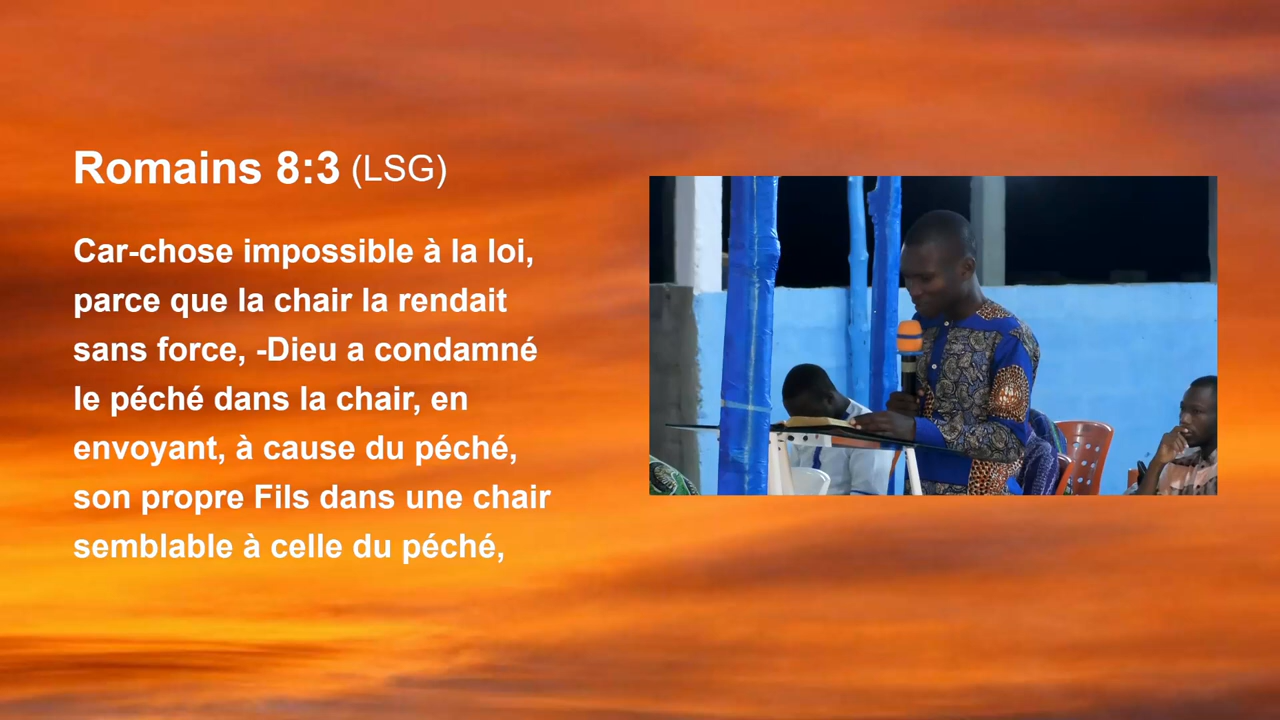 Romains 8:3 (LSG)
Car-chose impossible à la loi,
parce que la chair la rendait
sans force, -Dieu a condamné
le péché dans la chair, en
envoyant, à cause du péché,
son propre Fils dans une chair
semblable à celle du péché,